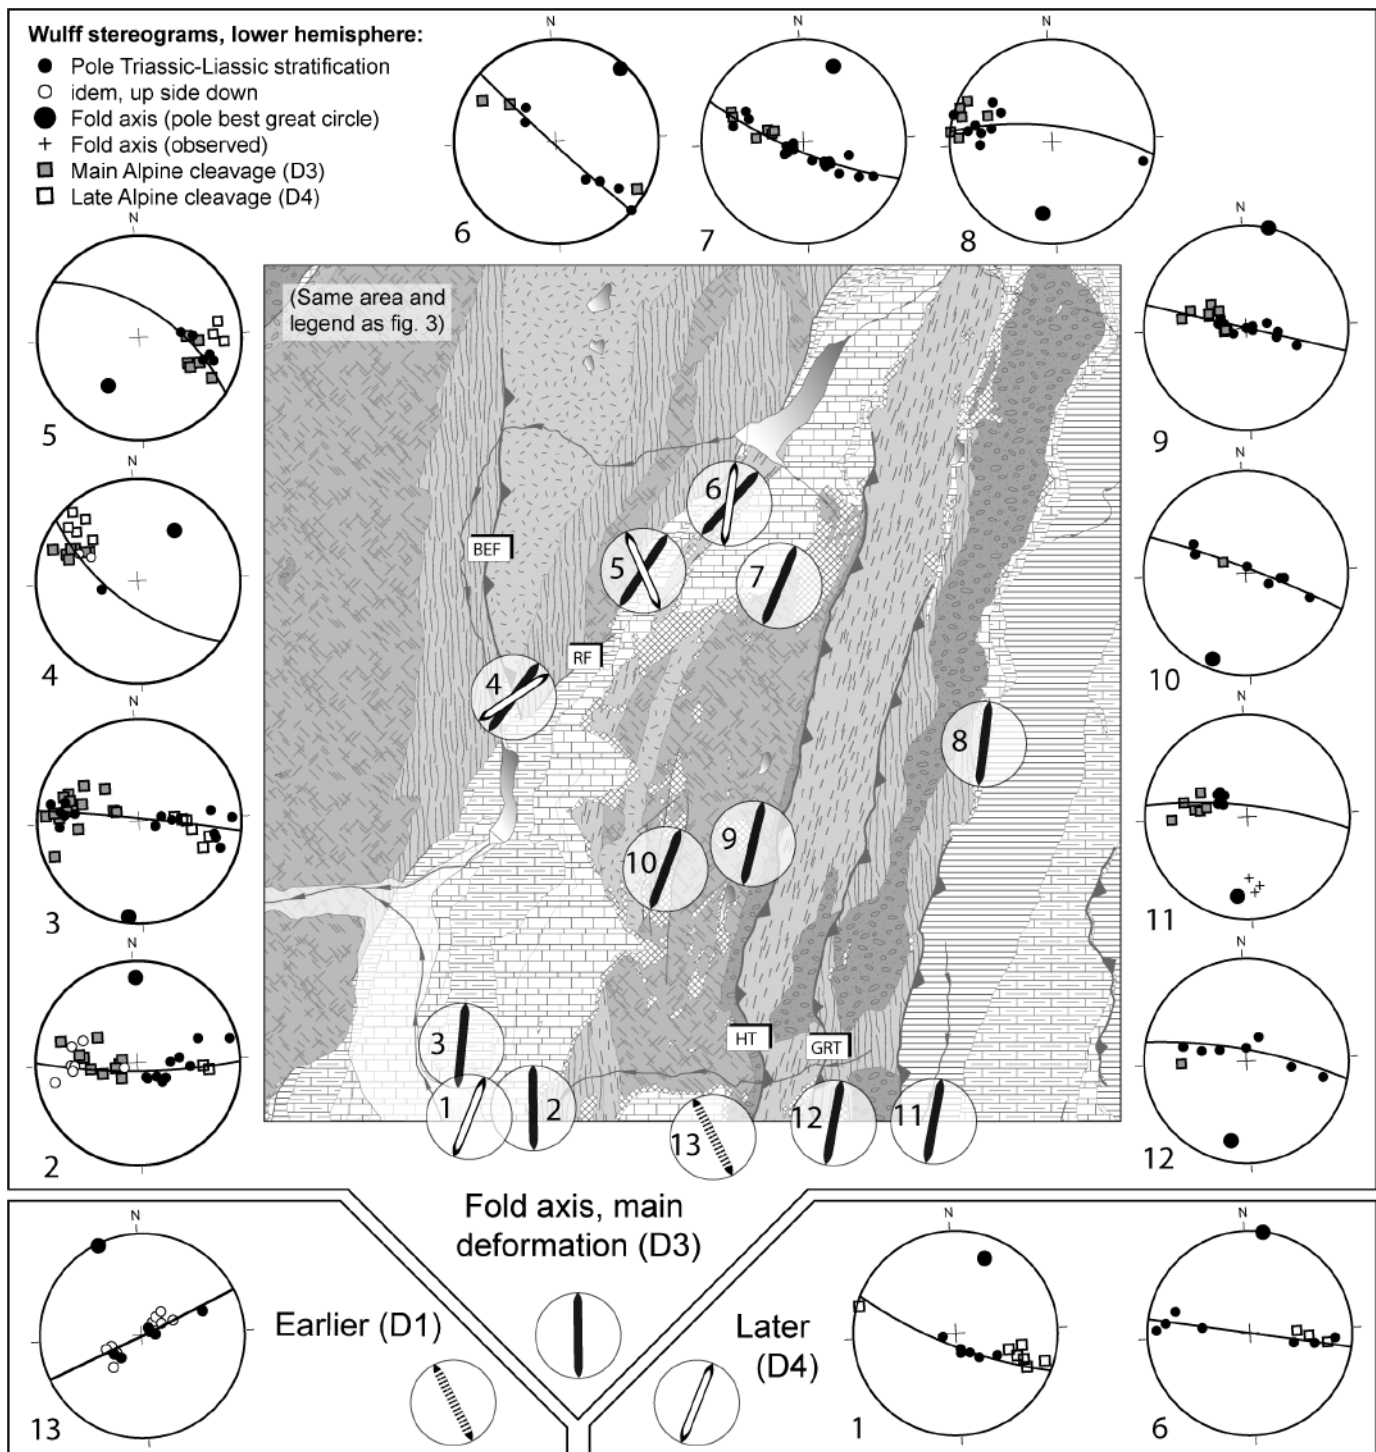 Wulff stereograms, lower hemisphere:
Pole Triassic-Liassic stratification
idem, up side down
Fold axis (pole best great circle)
Fold axis (observed)
Main Alpine cleavage (D3)
Late Alpine cleavage (D4)
N
6
N
7
N
8
N
5
N
9
N
4
N
10
N
3
N
11
N
2
N
12
(Same area and
legend as fig. 3)
BEF
RF
HT
GRT
6
5
7
4
8
9
10
3
1
2
13
12
11
Fold axis, main
deformation (D3)
Earlier (D1)
Later
(D4)
N
13
N
1
N
6